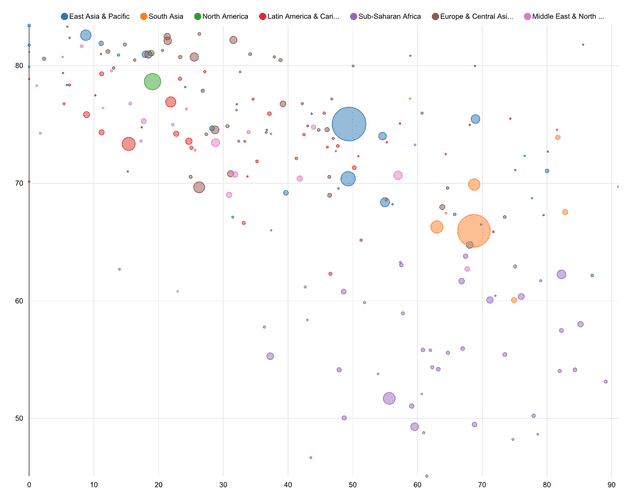 East Asia & Pacific South Asia North America Latin America & Cari... Sub-Saharan Africa Europe & Central Asi... Middle East & North ...
80
70
60
50
0 10 20 30 40 50 60 70 80 90